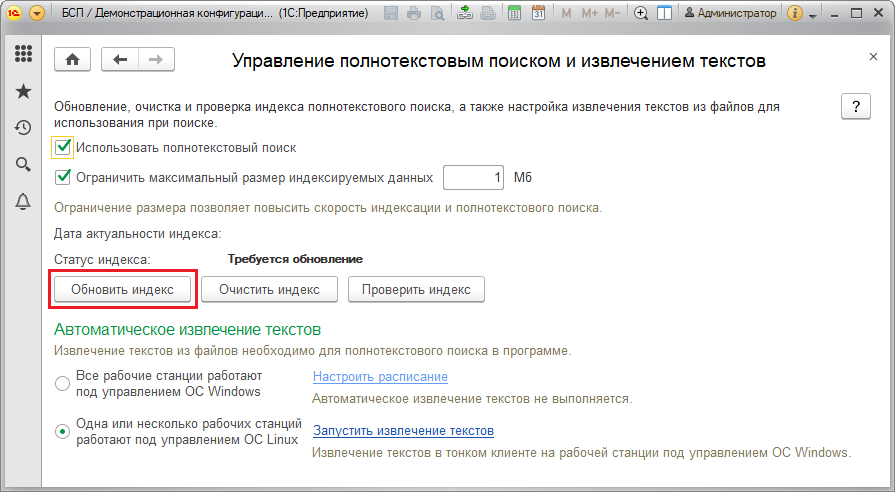 БСП / Демонстрационная конфигураци... (1С:Предприятие)
31
M M+ M-
Администратор
Управление полнотекстовым поиском и извлечением текстов
Обновление, очистка и проверка индекса полнотекстового поиска, а также настройка извлечения текстов из файлов для
использования при поиске.
?
Использовать полнотекстовый поиск
Ограничить максимальный размер индексируемых данных 1 Мб
Ограничение размера позволяет повысить скорость индексации и полнотекстового поиска.
Дата актуальности индекса:
Статус индекса: Требуется обновление
Обновить индекс Очистить индекс Проверить индекс
Автоматическое извлечение текстов
Извлечение текстов из файлов необходимо для полнотекстового поиска в программе.
Все рабочие станции работают Настроить расписание
под управлением ОС Windows
Автоматическое извлечение текстов не выполняется.
Одна или несколько рабочих станций Запустить извлечение текстов
работают под управлением ОС Linux
Извлечение текстов в тонком клиенте на рабочей станции под управлением ОС Windows.